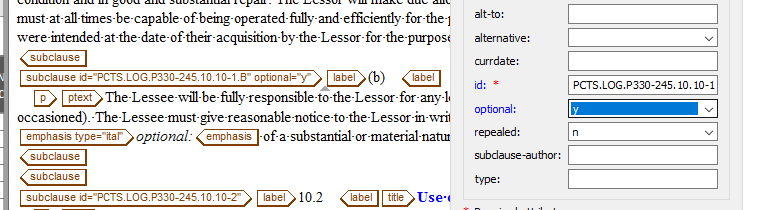 condition and in good and substantial repair. The Lessor will make due
must at all times be capable of being operated fully and efficiently for the
were intended at the date of their acquisition by the Lessor for the purpose
subclause
subclause id="PCTS.LOG.P330-245.10.10-1.B" optional="y" label (b) label
p ptext The Lessee will be fully responsible to the Lessor for any
occasioned). The Lessee must give reasonable notice to the Lessor in
emphasis type="ital" optional: emphasis of a substantial or material
subclause
subclause
subclause id="PCTS.LOG.P330-245.10.10-2" label 10.2 label title Use
alt-to:
alternative:
currdate:
id: * PCTS.LOG.P330-245.10.10-1
optional: y
repealed: n
subclause-author:
type: